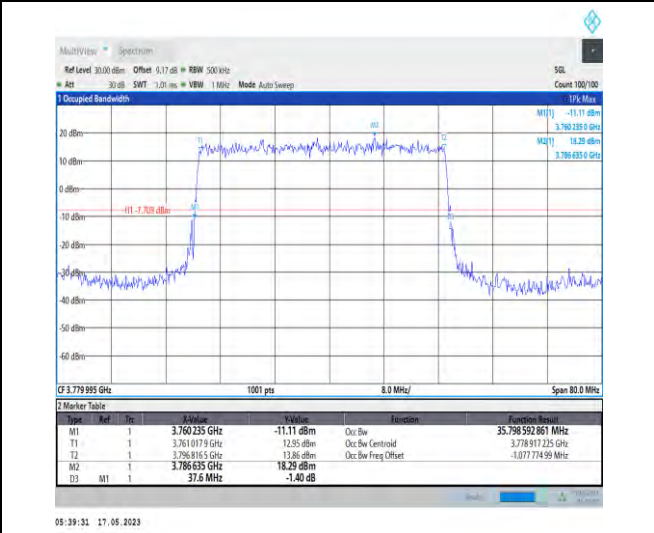 MultiView Spectrum
Ref Level 30.00 dBm Offset 9.17 dB RBW 500 kHz SGL
Att 30 dB SWT 1.01 ms VBW 1 MHz Mode Auto Sweep Count 100/100
1 Occupied Bandwidth 1Pk Max
M1[1] -11.11 dBm
3.760 235 0 GHz
M2[1] 18.29 dBm
3.786 635 0 GHz
M2
T1 T2
20 dBm
10 dBm
0 dBm
H1 -7.709 dBm M1
-10 dBm D3
-20 dBm
-30 dBm
-40 dBm
-50 dBm
-60 dBm
CF 3.779 995 GHz 1001 pts 8.0 MHz/ Span 80.0 MHz
2 Marker Table
Type Ref Trc X-Value Y-Value Function Function Result
M1 1 3.760 235 GHz -11.11 dBm Occ Bw 35.798 592 861 MHz
T1 1 3.761 017 9 GHz 12.95 dBm Occ Bw Centroid 3.778 917 225 GHz
T2 1 3.796 816 5 GHz 13.86 dBm Occ Bw Freq Offset -1.077 774 99 MHz
M2 1 3.786 635 GHz 18.29 dBm
D3 M1 1 37.6 MHz -1.40 dB
05:39:31 17.05.2023